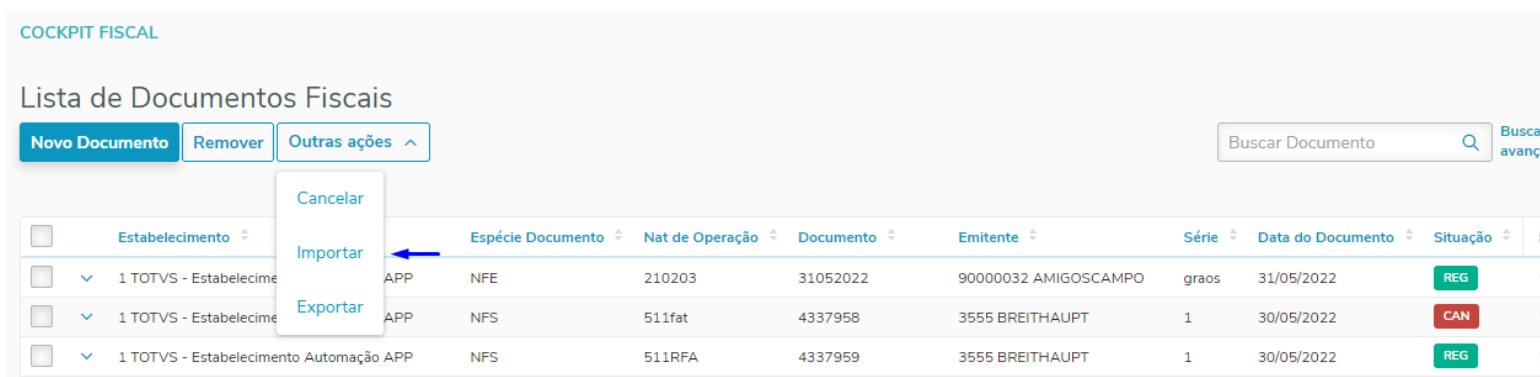 COCKPIT FISCAL
Lista de Documentos Fiscais
Novo Documento Remover Outras ações Buscar Documento Busca
avanç
Cancelar
Importar
Exportar
Estabelecimento Espécie Documento Nat de Operação Documento Emitente Série Data do Documento Situação
1 TOTVS - Estabelecime APP NFE 210203 31052022 90000032 AMIGOSCAMPO graos 31/05/2022 REG
1 TOTVS - Estabelecime APP NFS 511fat 4337958 3555 BREITHAUPT 1 30/05/2022 CAN
1 TOTVS - Estabelecimento Automação APP NFS 511RFA 4337959 3555 BREITHAUPT 1 30/05/2022 REG